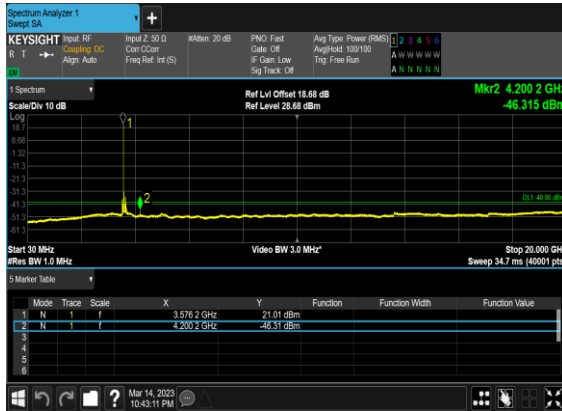 Spectrum Analyzer 1
Swept SA
+
KEYSIGHT Input: RF Input Z: 50 Ω #Atten: 20 dB PNO: Fast Avg Type: Power (RMS) 1 2 3 4 5 6
R T Coupling: DC Corr CCorr Gate: Off Avg|Hold: 100/100 A W W W W W
Align: Auto Freq Ref: Int (S) IF Gain: Low Trig: Free Run
Sig Track: Off A N N N N N
1 Spectrum
Scale/Div 10 dB
Ref Lvl Offset 18.68 dB
Ref Level 28.68 dBm
Mkr2 4.200 2 GHz
-46.315 dBm
Log
18.7
8.68
-1.32
-11.3
-21.3
-31.3
-41.3
-51.3
-61.3
1
2
DL1 -40.00 dBm
Start 30 MHz Video BW 3.0 MHz* Stop 20.000 GHz
#Res BW 1.0 MHz Sweep 34.7 ms (40001 pts)
5 Marker Table
Mode Trace Scale X Y Function Function Width Function Value
1 N 1 f 3.576 2 GHz 21.01 dBm
2 N 1 f 4.200 2 GHz -46.31 dBm
3
4
5
6
? Mar 14, 2023
10:43:11 PM